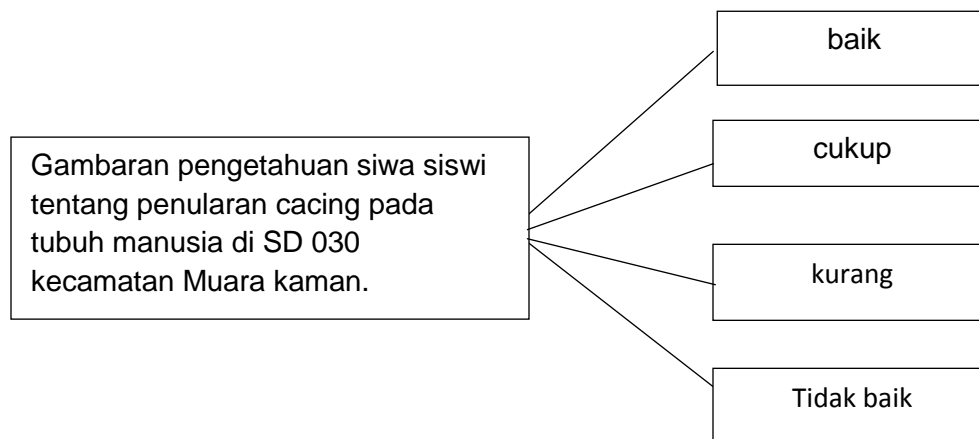 Gambaran pengetahuan siwa siswi
tentang penularan cacing pada
tubuh manusia di SD 030
kecamatan Muara kaman.
baik
cukup
kurang
Tidak baik